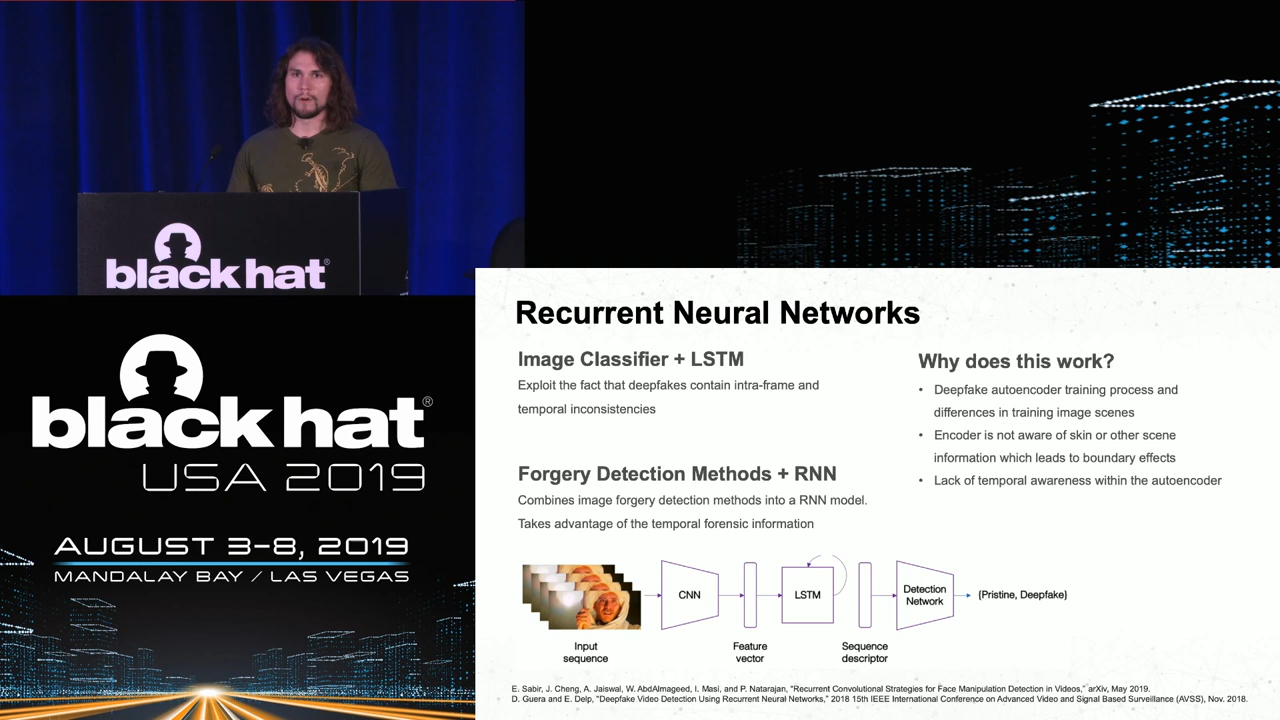 black hat®
black hat®
USA 2019
AUGUST 3-8, 2019
MANDALAY BAY / LAS VEGAS
Recurrent Neural Networks
Image Classifier + LSTM
Exploit the fact that deepfakes contain intra-frame and
temporal inconsistencies
Forgery Detection Methods + RNN
Combines image forgery detection methods into a RNN model.
Takes advantage of the temporal forensic information
Why does this work?
• Deepfake autoencoder training process and
differences in training image scenes
• Encoder is not aware of skin or other scene
information which leads to boundary effects
• Lack of temporal awareness within the autoencoder
CNN
LSTM
Detection
Network
(Pristine, Deepfake)
Input
sequence
Feature
vector
Sequence
descriptor
E. Sabir, J. Cheng, A. Jaiswal, W. AbdAlmageed, I. Masi, and P. Natarajan, "Recurrent Convolutional Strategies for Face Manipulation Detection in Videos," arXiv, May 2019.
D. Guera and E. Delp, "Deepfake Video Detection Using Recurrent Neural Networks," 2018 15th IEEE International Conference on Advanced Video and Signal Based Surveillance (AVSS), Nov. 2018.